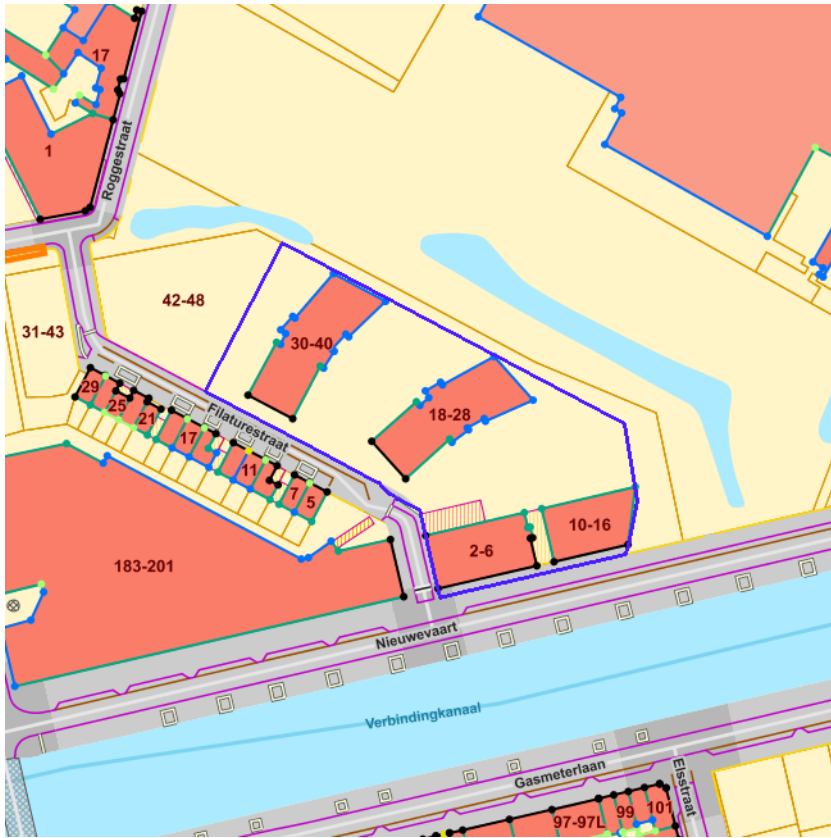 17
1
Roggestraat
42-48
31-43
30-40
18-28
29
25
21
17
Filaturestraat
11
7
5
10-16
2-6
183-201
Nieuwevaart
Verbindingkanaal
Gasmeterlaan
Elsstraat
97-97L
99
101